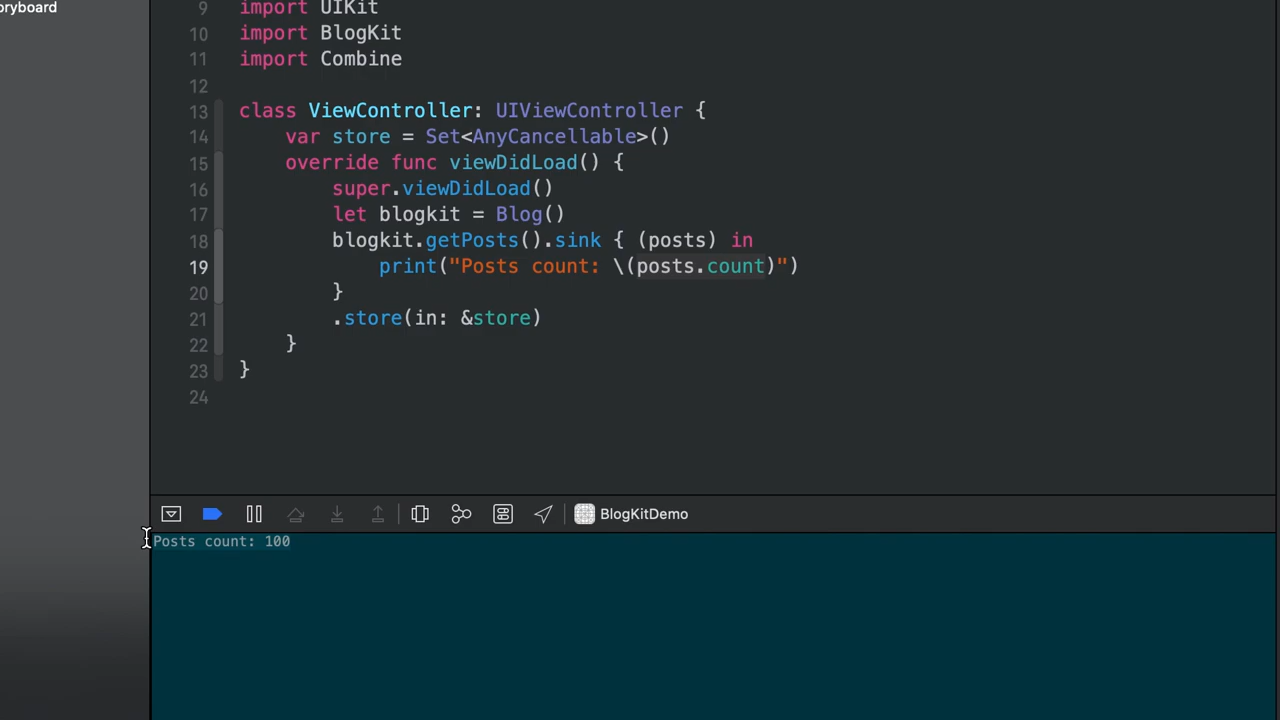 oryboard
9 import UIKit
10 import BlogKit
11 import Combine
12
13 class ViewController: UIViewController {
14 var store = Set<AnyCancellable>()
15 override func viewDidLoad() {
16 super.viewDidLoad()
17 let blogkit = Blog()
18 blogkit.getPosts().sink { (posts) in
19 print("Posts count: \(posts.count)")
20 }
21 .store(in: &store)
22 }
23 }
24
BlogKitDemo
Posts count: 100